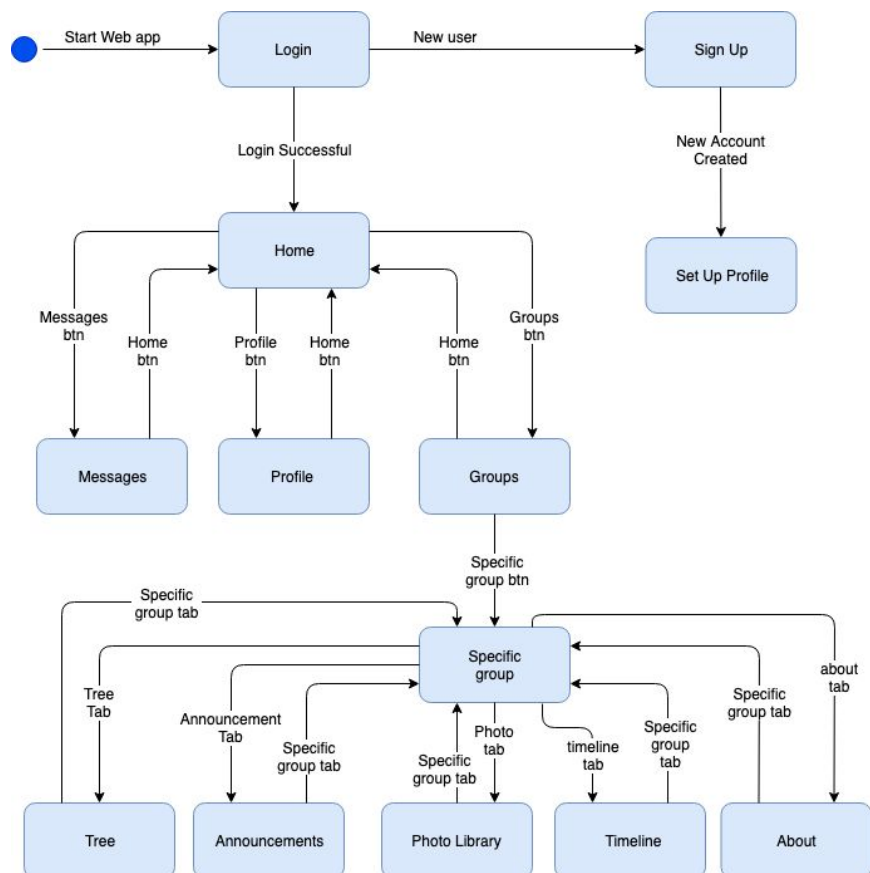 Start Web app
Login
New user
Sign Up
Login Successful
New Account
Created
Home
Set Up Profile
Messages
btn
Home
btn
Profile
btn
Home
btn
Home
btn
Groups
btn
Messages
Profile
Groups
Specific
group btn
Specific
group tab
Specific
group
Tree
Tab
Announcement
Tab
Specific
group tab
Specific
group tab
Photo
tab
timeline
tab
Specific
group
tab
Specific
group tab
about
tab
Tree
Announcements
Photo Library
Timeline
About